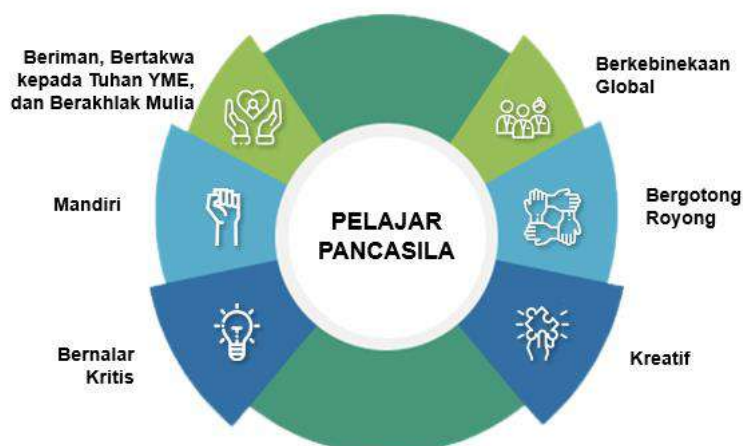 Beriman, Bertakwa
kepada Tuhan YME,
dan Berakhlak Mulia
Berkebinekaan
Global
Mandiri
PELAJAR
PANCASILA
Bergotong
Royong
Bernalar
Kritis
Kreatif